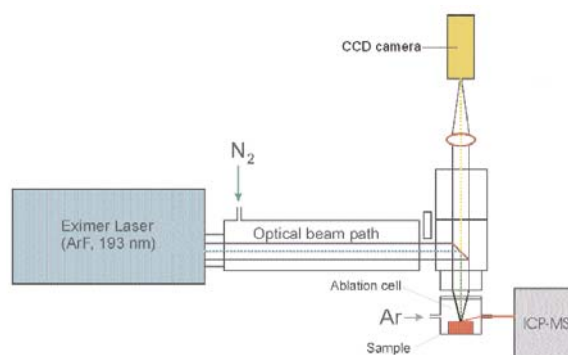 CCD camera
N2
Eximer Laser
(ArF, 193 nm)
Optical beam path
Ablation cell
Ar
ICP-MS
Sample